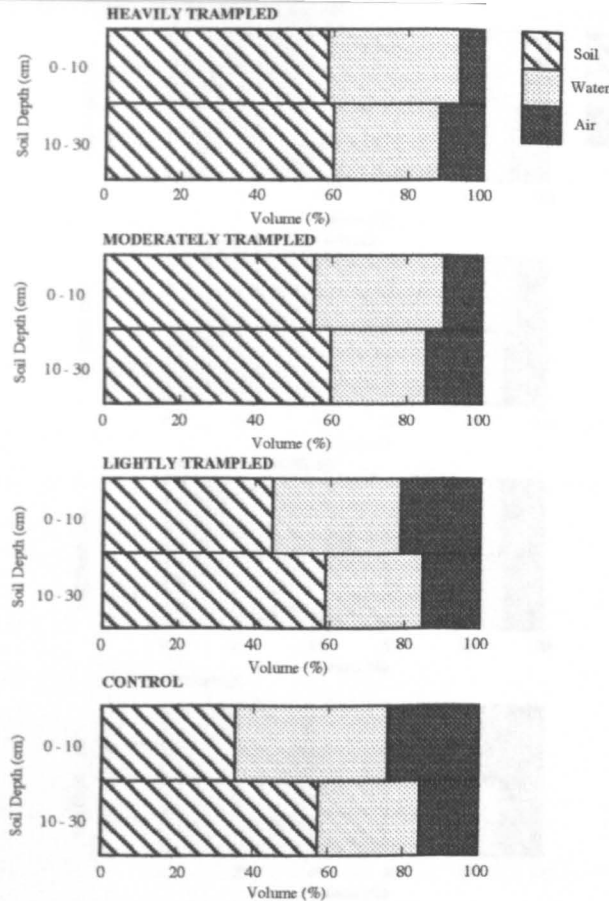 HEAVILY TRAMPLED
Soil Depth (cm)
0 - 10
10 - 30
0 20 40 60 80 100
Volume (%)
Soil
Water
Air
MODERATELY TRAMPLED
Soil Depth (cm)
0 - 10
10 - 30
0 20 40 60 80 100
Volume (%)
LIGHTLY TRAMPLED
Soil Depth (cm)
0 - 10
10 - 30
0 20 40 60 80 100
Volume (%)
CONTROL
Soil Depth (cm)
0 - 10
10 - 30
0 20 40 60 80 100
Volume (%)